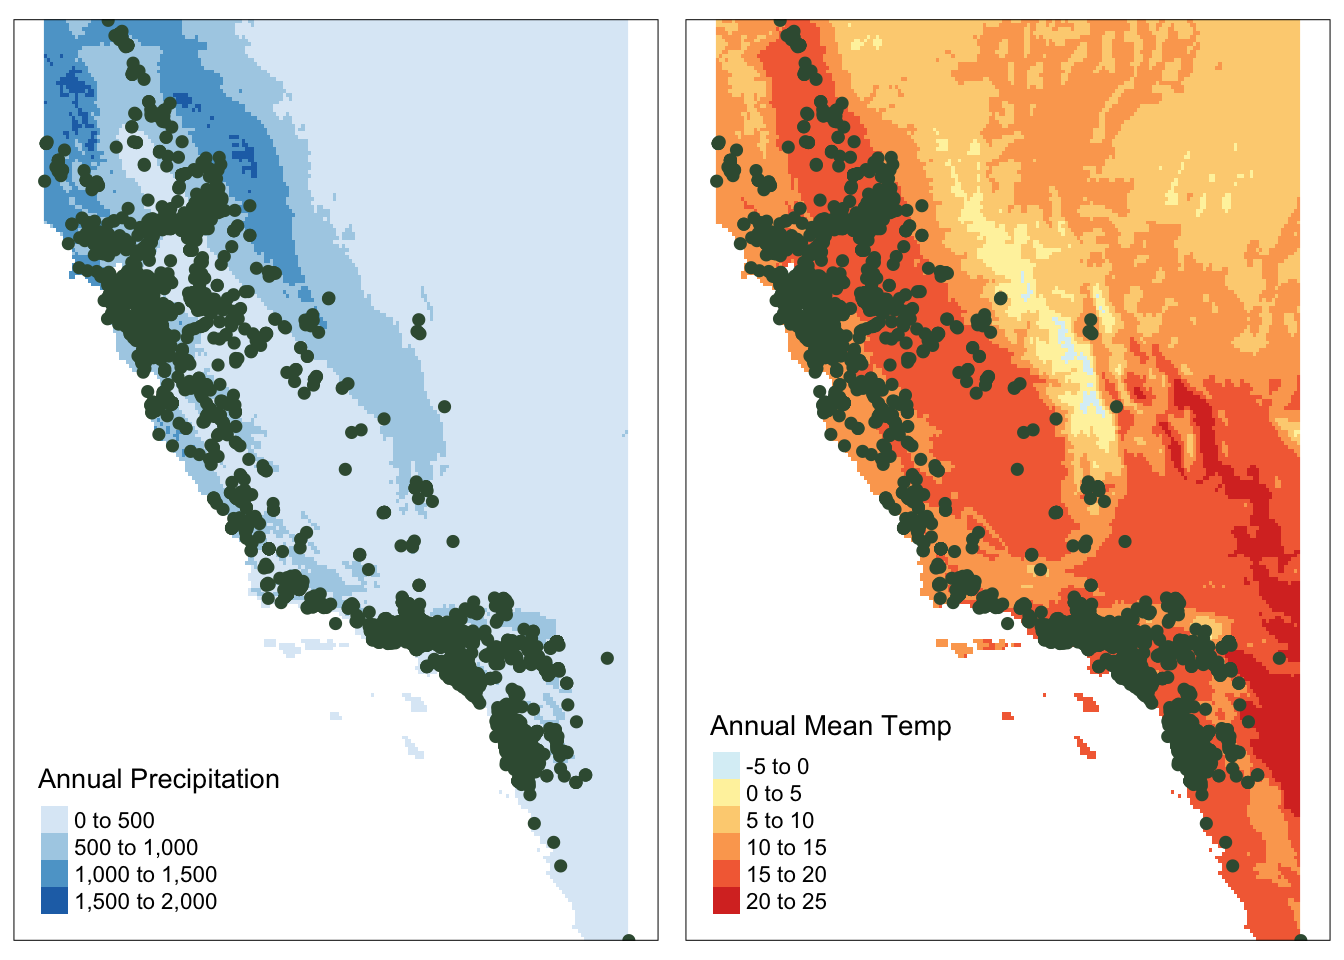 Annual Precipitation
0 to 500
500 to 1,000
1,000 to 1,500
1,500 to 2,000
Annual Mean Temp
-5 to 0
0 to 5
5 to 10
10 to 15
15 to 20
20 to 25